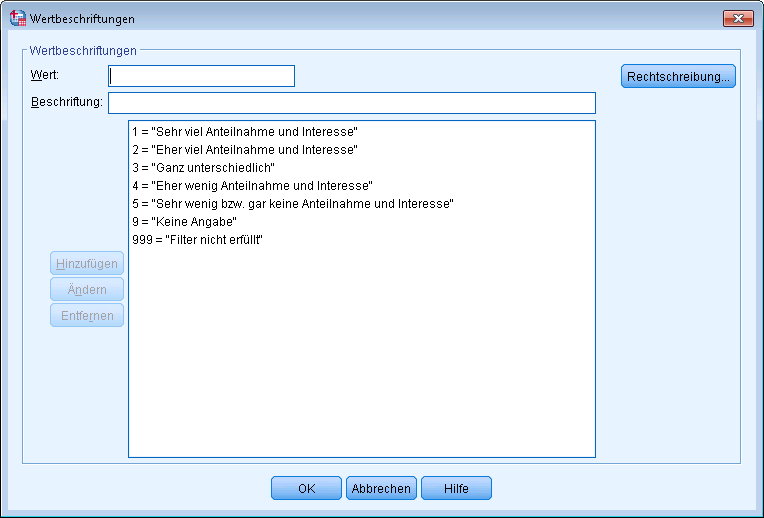 Wertbeschriftungen
Wertbeschriftungen
Wert:
Rechtschreibung...
Beschriftung:
1 = "Sehr viel Anteilnahme und Interesse"
2 = "Eher viel Anteilnahme und Interesse"
3 = "Ganz unterschiedlich"
4 = "Eher wenig Anteilnahme und Interesse"
5 = "Sehr wenig bzw. gar keine Anteilnahme und Interesse"
9 = "Keine Angabe"
999 = "Filter nicht erfüllt"
Hinzufügen
Ändern
Entfernen
OK Abbrechen Hilfe